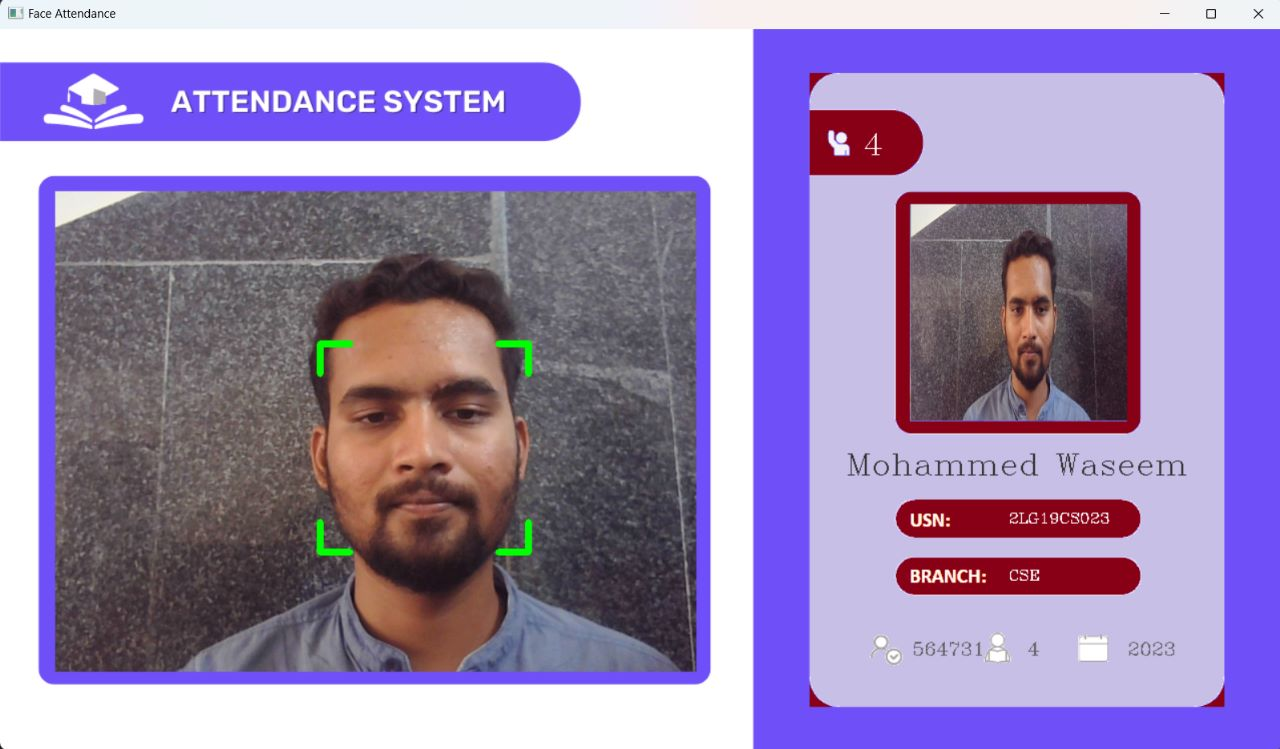 Face Attendance
ATTENDANCE SYSTEM
4
Mohammed Waseem
USN: 2LG19CS023
BRANCH: CSE
564731 4 2023